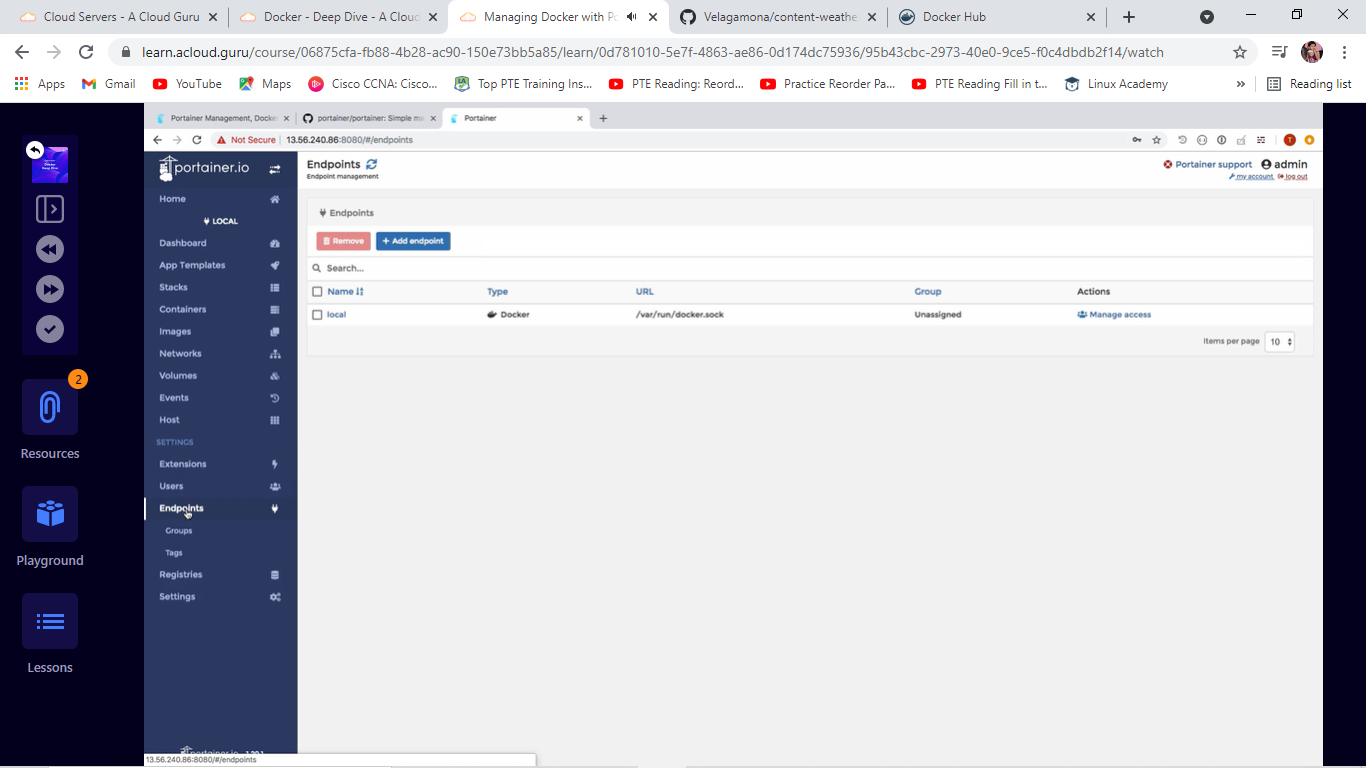 Cloud Servers - A Cloud Guru
Docker - Deep Dive - A Cloud
Managing Docker with Po
Velagamona/content-weathe
Docker Hub
learn.acloud.guru/course/06875cfa-fb88-4b28-ac90-150e73bb5a85/learn/0d781010-5e7f-4863-ae86-0d174dc75936/95b43cbc-2973-40e0-9ce5-f0c4dbdb2f14/watch
Apps
Gmail
YouTube
Maps
Cisco CCNA: Cisco...
Top PTE Training Ins...
PTE Reading: Reord...
Practice Reorder Pa...
PTE Reading Fill in t...
Linux Academy
Reading list
Portainer Management, Docke
portainer/portainer: Simple ma
Portainer
Not Secure
13.56.240.86:8080/#/endpoints
T
portainer.io
Endpoints
Endpoint management
Portainer support
admin
my account
log out
Home
LOCAL
Dashboard
App Templates
Stacks
Containers
Images
Networks
Volumes
Events
Host
SETTINGS
Extensions
Users
Endpoints
Groups
Tags
Registries
Settings
Endpoints
Remove
+ Add endpoint
Search...
Name
Type
URL
Group
Actions
local
Docker
/var/run/docker.sock
Unassigned
Manage access
Items per page
10
2
Resources
Playground
Lessons
portainer.io
13.56.240.86:8080/#/endpoints